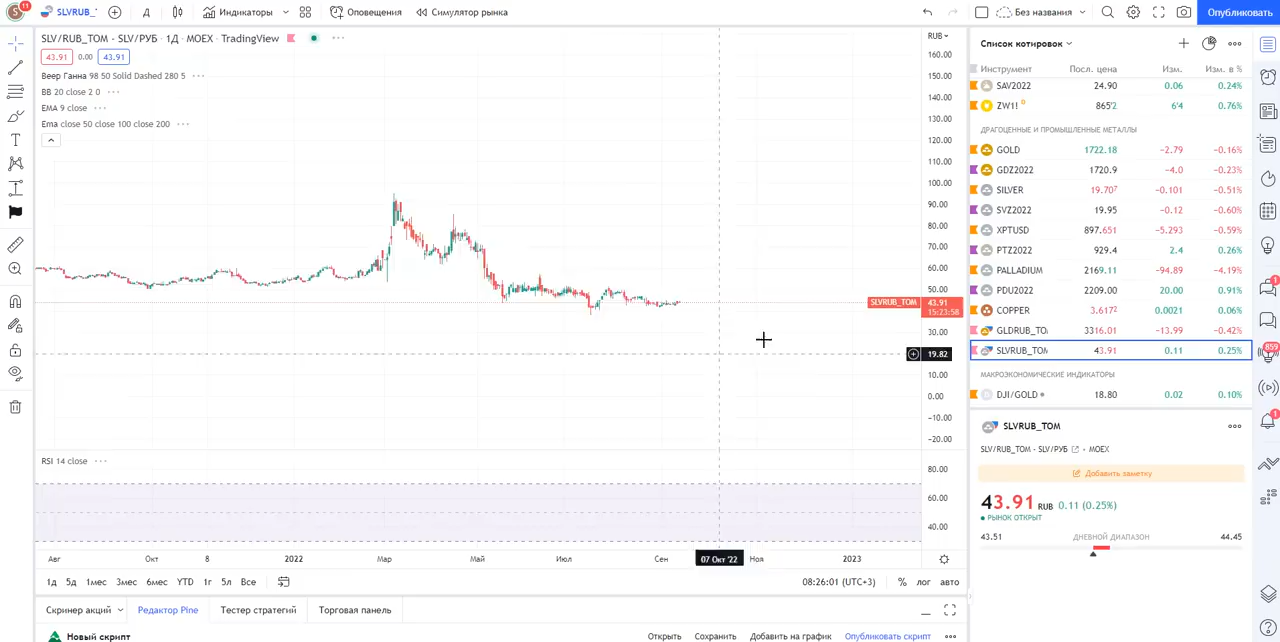 11 SLVRUB_ Д Индикаторы Оповещения Симулятор рынка Без названия Опубликовать
SLV/RUB_TOM - SLV/РУБ · 1Д · MOEX · TradingView
43.91 0.00 43.91
Веер Ганна 98 50 Solid Dashed 280 5
BB 20 close 2 0
EMA 9 close
Ema close 50 close 100 close 200
RUB
160.00
150.00
140.00
130.00
120.00
110.00
100.00
90.00
80.00
70.00
60.00
50.00
SLVRUB_TOM 43.91
15:23:58
30.00
19.82
10.00
0.00
−10.00
−20.00
RSI 14 close
80.00
60.00
40.00
Авг Окт 8 2022 Мар Май Июл Сен 07 Окт '22 Ноя 2023
1д 5д 1мес 3мес 6мес YTD 1г 5л Все 08:26:01 (UTC+3) % лог авто
Скринер акций Редактор Pine Тестер стратегий Торговая панель
Новый скрипт Открыть Сохранить Добавить на график Опубликовать скрипт
Список котировок
Инструмент Посл. цена Изм. Изм. в %
SAV2022 24.90 0.06 0.24%
ZW1! D 865'2 6'4 0.76%
ДРАГОЦЕННЫЕ И ПРОМЫШЛЕННЫЕ МЕТАЛЛЫ
GOLD 1722.18 −2.79 −0.16%
GDZ2022 1720.9 −4.0 −0.23%
SILVER 19.707 −0.101 −0.51%
SVZ2022 19.95 −0.12 −0.60%
XPTUSD 897.651 −5.293 −0.59%
PTZ2022 929.4 2.4 0.26%
PALLADIUM 2169.11 −94.89 −4.19%
PDU2022 2209.00 20.00 0.91%
COPPER 3.6172 0.0021 0.06%
GLDRUB_TO 3316.01 −13.99 −0.42%
SLVRUB_TOM 43.91 0.11 0.25%
МАКРОЭКОНОМИЧЕСКИЕ ИНДИКАТОРЫ
DJI/GOLD 18.80 0.02 0.10%
SLVRUB_TOM
SLV/RUB_TOM - SLV/РУБ · MOEX
Добавить заметку
43.91 RUB 0.11 (0.25%)
РЫНОК ОТКРЫТ
43.51 ДНЕВНОЙ ДИАПАЗОН 44.45
1
859
1